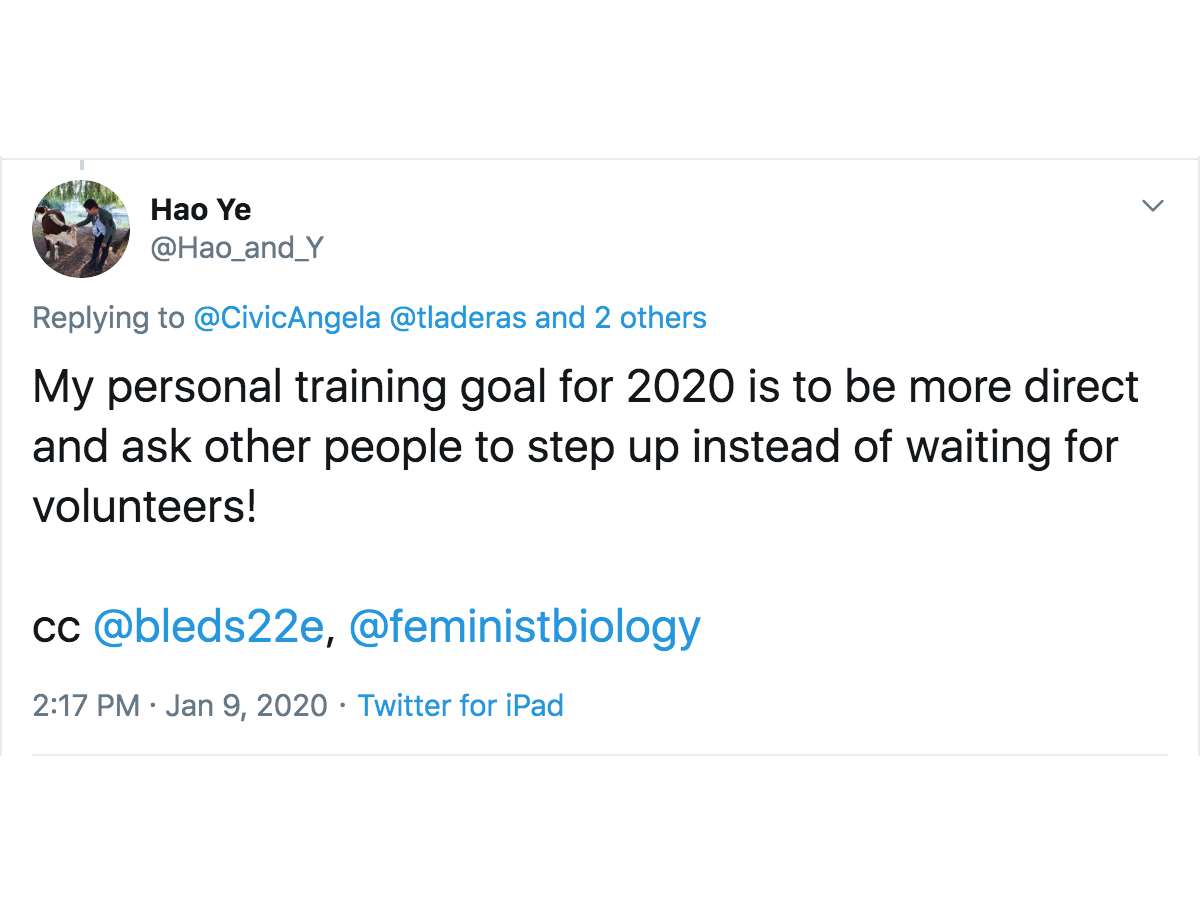 Hao Ye
@Hao_and_Y
Replying to @CivicAngela @tladeras and 2 others
My personal training goal for 2020 is to be more direct
and ask other people to step up instead of waiting for
volunteers!
cc @bleds22e, @feministbiology
2:17 PM · Jan 9, 2020 · Twitter for iPad